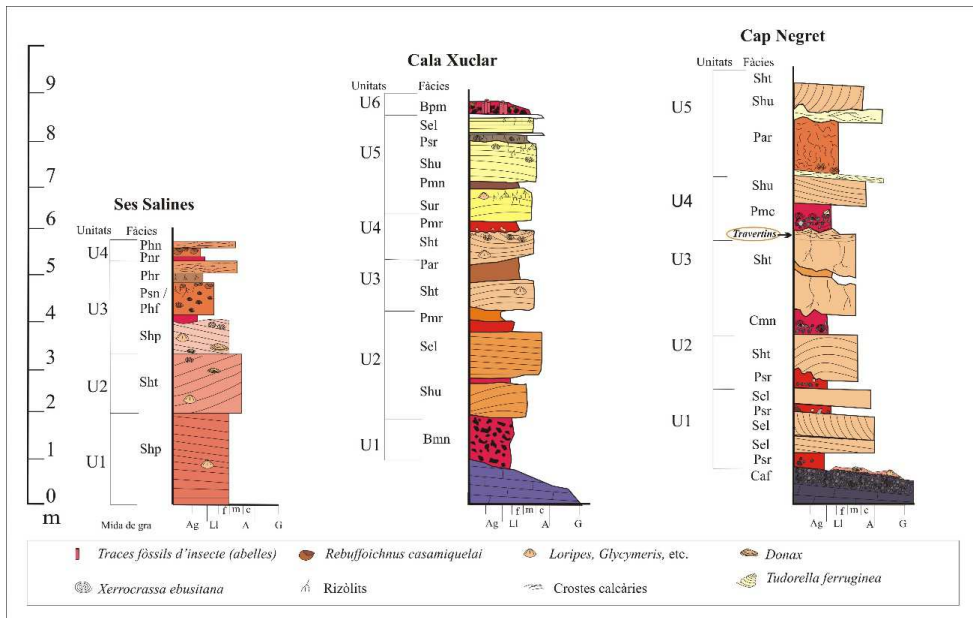 Cap Negret
Cala Xuclar
Ses Salines
9
8
7
6
5
4
3
2
1
0
m
Unitats Fàcies
U4
U3
U2
U1
Phn
Pnr
Phr
Psn /
Phf
Shp
Sht
Shp
Mida de gra
Ag Ll f m c A G
Unitats Fàcies
U6
U5
U4
U3
U2
U1
Bpm
Sel
Psr
Shu
Pmn
Sur
Pmr
Sht
Par
Sht
Pmr
Sel
Shu
Bmn
Ag Ll f m c A G
Unitats Fàcies
U5
U4
U3
U2
U1
Sht
Shu
Par
Shu
Pmc
Travertins
Sht
Cmn
Sht
Psr
Sel
Psr
Sel
Sel
Psr
Caf
Ag Ll f m c A G
Traces fòssils d'insecte (abelles)
Rebuffoichnus casamiquelai
Loripes, Glycymeris, etc.
Donax
Xerrocrassa ebusitana
Rizòlits
Crostes calcàries
Tudorella ferruginea